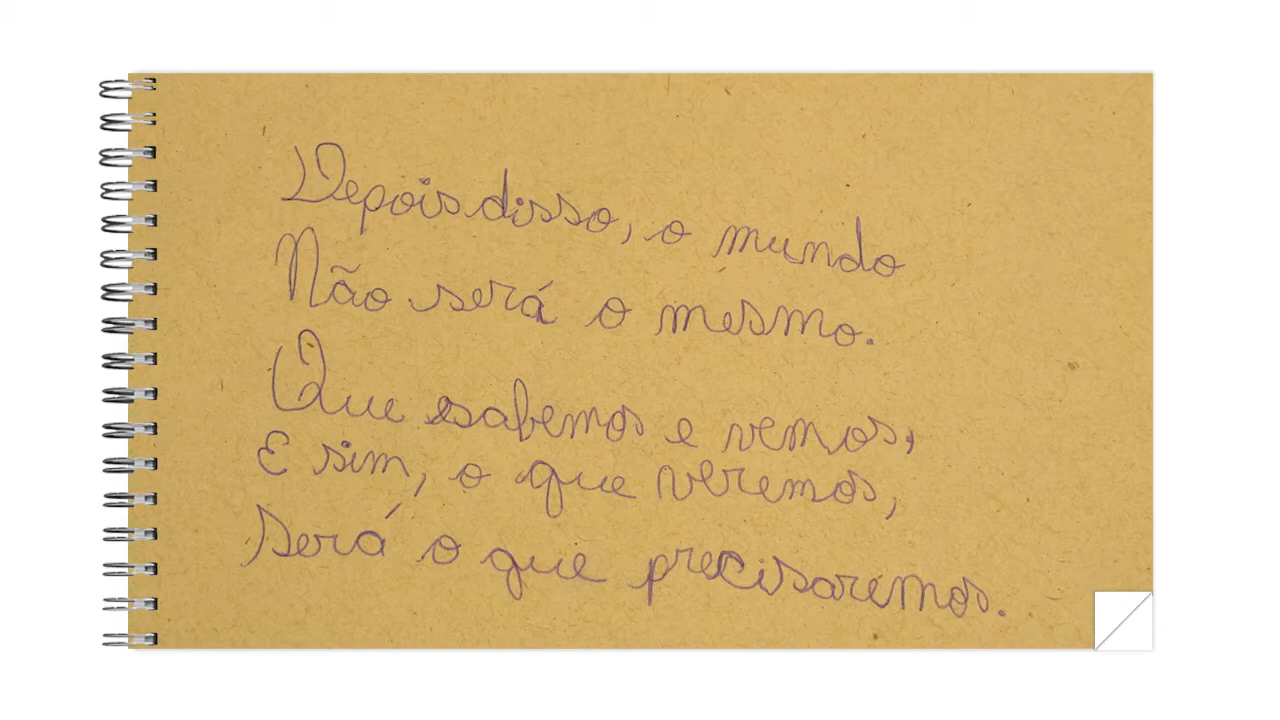 Depois disso, o mundo
Não será o mesmo.
Que sabemos e vemos,
E sim, o que veremos,
Será o que precisaremos.